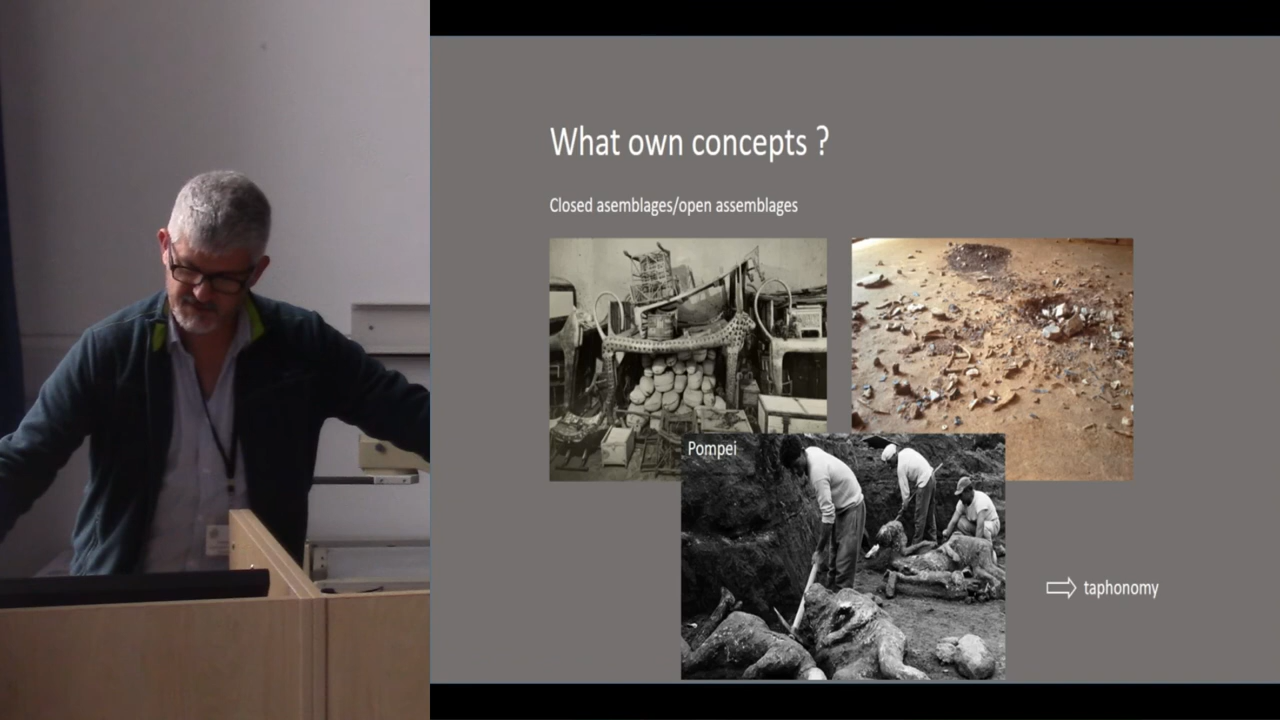 What own concepts ?
Closed asemblages/open assemblages
Pompei
taphonomy